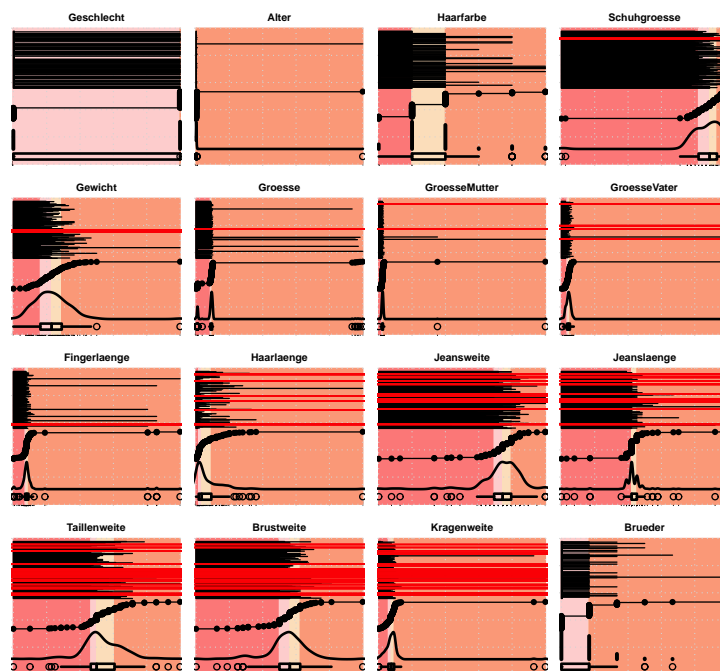 Geschlecht Alter Haarfarbe Schuhgroesse
Gewicht Groesse GroesseMutter GroesseVater
Fingerlaenge Haarlaenge Jeansweite Jeanslaenge
Taillenweite Brustweite Kragenweite Brueder